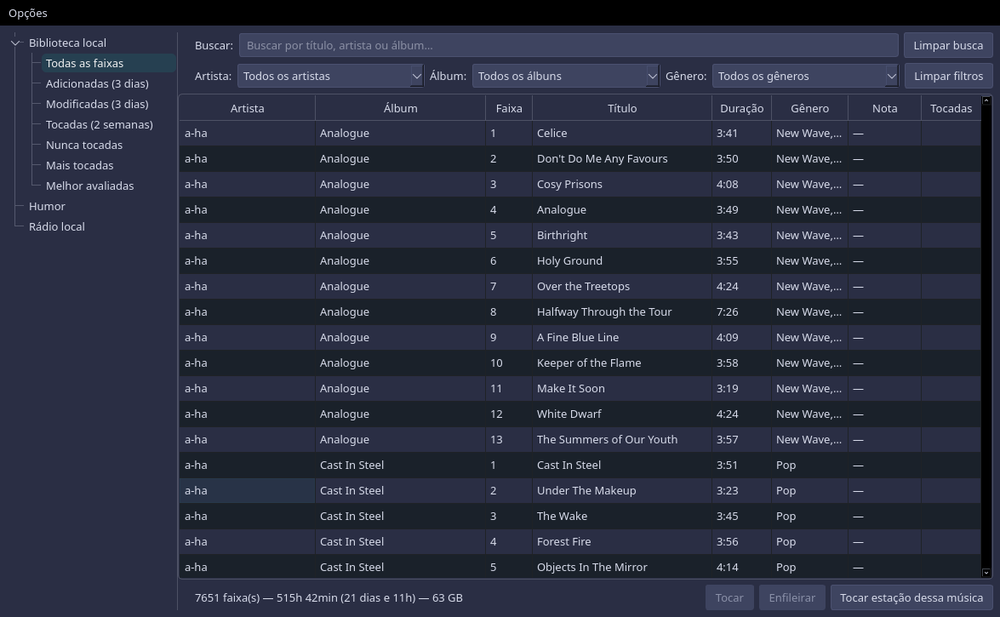 Opções
Biblioteca local
Todas as faixas
Adicionadas (3 dias)
Modificadas (3 dias)
Tocadas (2 semanas)
Nunca tocadas
Mais tocadas
Melhor avaliadas
Humor
Rádio local
Buscar: Buscar por título, artista ou álbum... Limpar busca
Artista: Todos os artistas Álbum: Todos os álbuns Gênero: Todos os gêneros Limpar filtros
Artista Álbum Faixa Título Duração Gênero Nota Tocadas
a-ha Analogue 1 Celice 3:41 New Wave,... —
a-ha Analogue 2 Don't Do Me Any Favours 3:50 New Wave,... —
a-ha Analogue 3 Cosy Prisons 4:08 New Wave,... —
a-ha Analogue 4 Analogue 3:49 New Wave,... —
a-ha Analogue 5 Birthright 3:43 New Wave,... —
a-ha Analogue 6 Holy Ground 3:55 New Wave,... —
a-ha Analogue 7 Over the Treetops 4:24 New Wave,... —
a-ha Analogue 8 Halfway Through the Tour 7:26 New Wave,... —
a-ha Analogue 9 A Fine Blue Line 4:09 New Wave,... —
a-ha Analogue 10 Keeper of the Flame 3:58 New Wave,... —
a-ha Analogue 11 Make It Soon 3:19 New Wave,... —
a-ha Analogue 12 White Dwarf 4:24 New Wave,... —
a-ha Analogue 13 The Summers of Our Youth 3:57 New Wave,... —
a-ha Cast In Steel 1 Cast In Steel 3:51 Pop —
a-ha Cast In Steel 2 Under The Makeup 3:23 Pop —
a-ha Cast In Steel 3 The Wake 3:45 Pop —
a-ha Cast In Steel 4 Forest Fire 3:56 Pop —
a-ha Cast In Steel 5 Objects In The Mirror 4:14 Pop —
7651 faixa(s) — 515h 42min (21 dias e 11h) — 63 GB Tocar Enfileirar Tocar estação dessa música